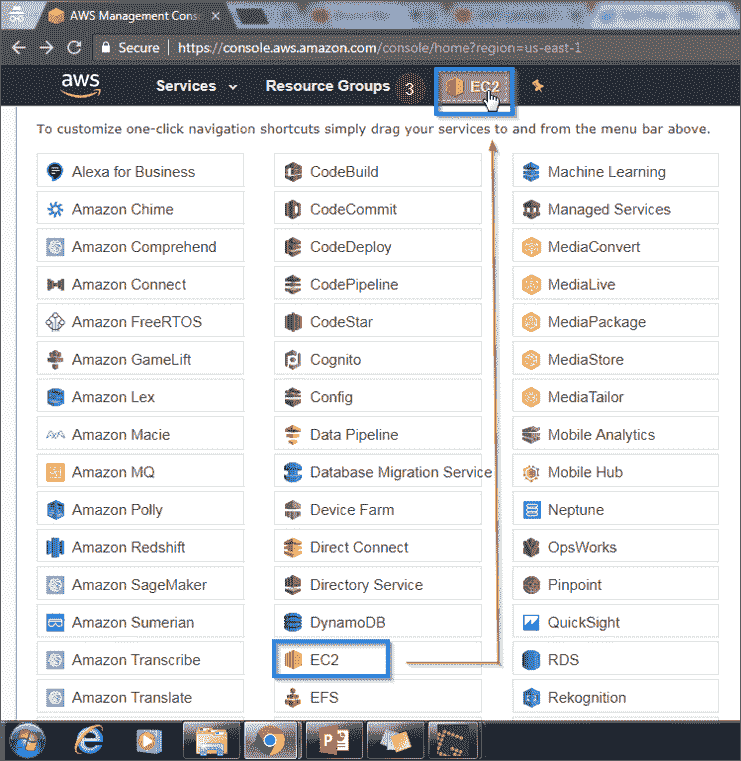 AWS Management Conso
Secure https://console.aws.amazon.com/console/home?region=us-east-1
aws Services Resource Groups 3 EC2
To customize one-click navigation shortcuts simply drag your services to and from the menu bar above.
Alexa for Business CodeBuild Machine Learning
Amazon Chime CodeCommit Managed Services
Amazon Comprehend CodeDeploy MediaConvert
Amazon Connect CodePipeline MediaLive
Amazon FreeRTOS CodeStar MediaPackage
Amazon GameLift Cognito MediaStore
Amazon Lex Config MediaTailor
Amazon Macie Data Pipeline Mobile Analytics
Amazon MQ Database Migration Service Mobile Hub
Amazon Polly Device Farm Neptune
Amazon Redshift Direct Connect OpsWorks
Amazon SageMaker Directory Service Pinpoint
Amazon Sumerian DynamoDB QuickSight
Amazon Transcribe EC2 RDS
Amazon Translate EFS Rekognition